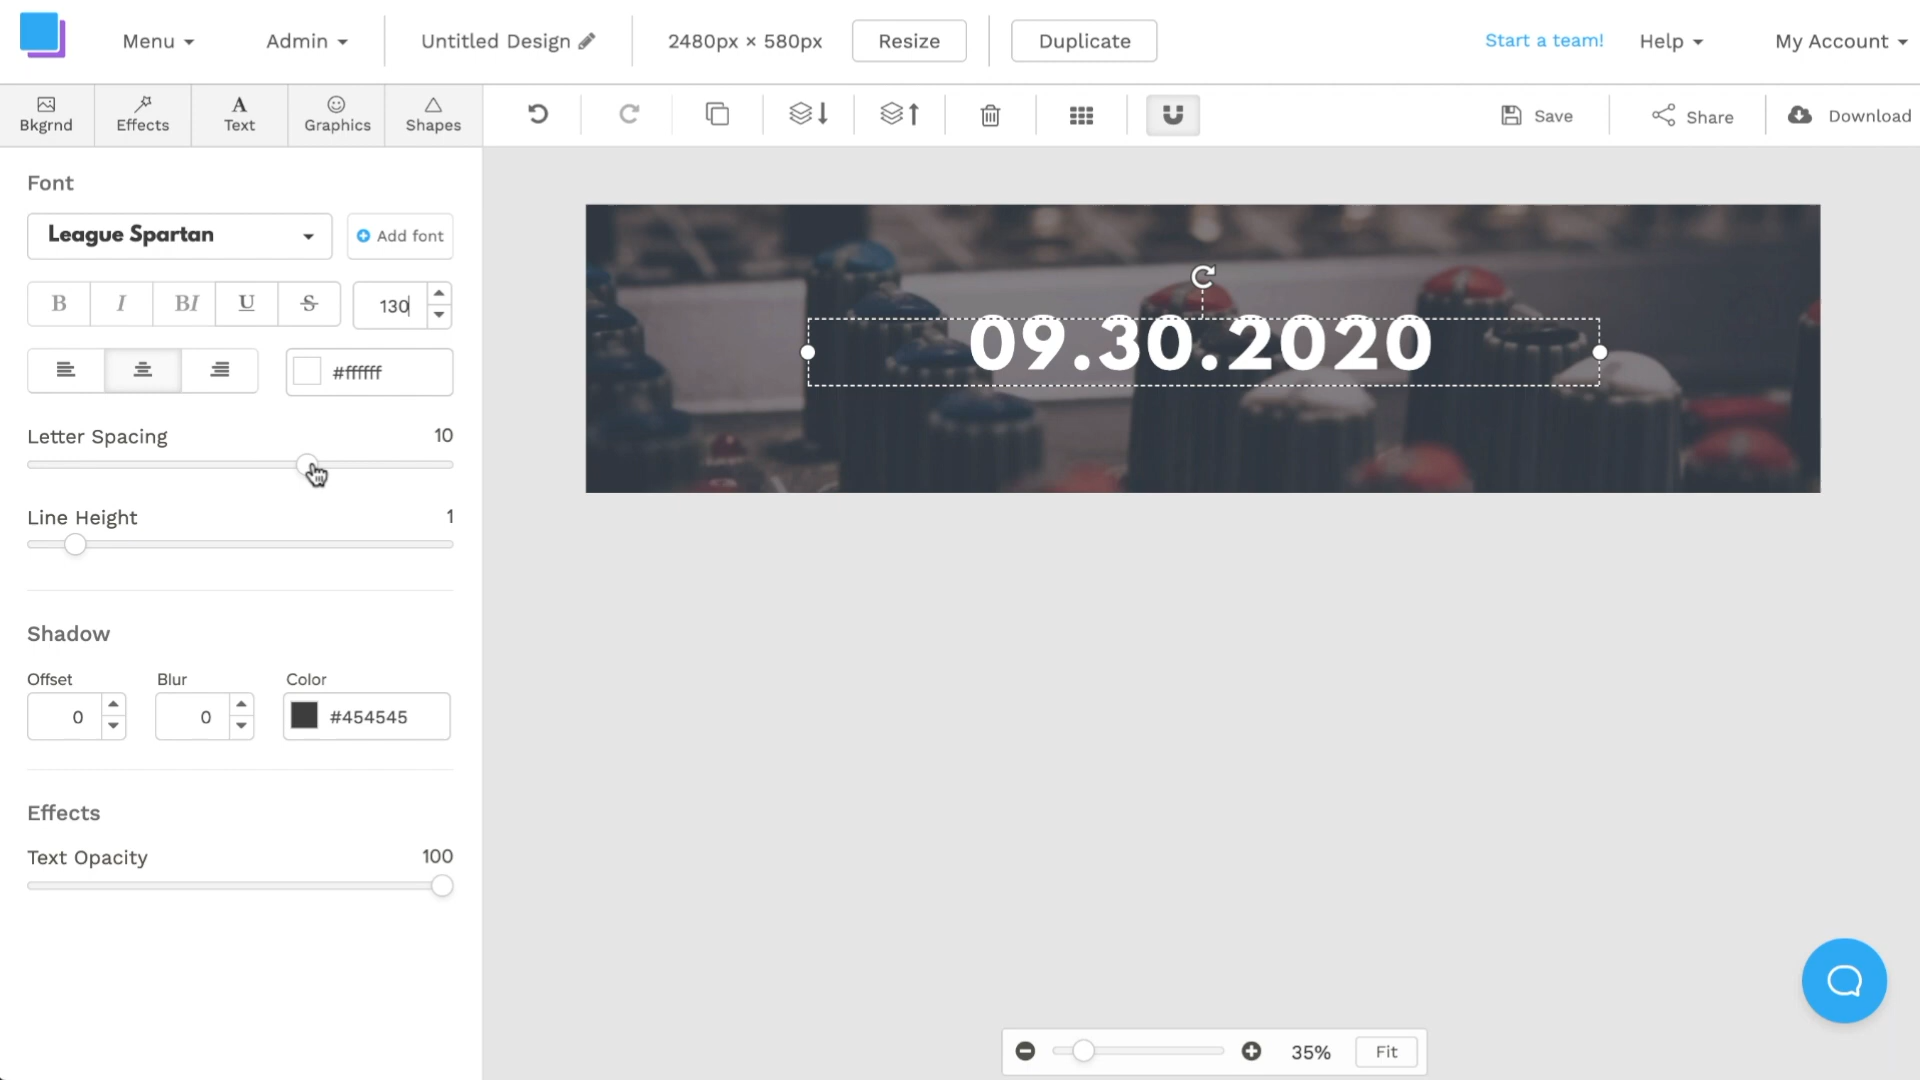 Menu
Admin
Untitled Design
2480px × 580px
Resize
Duplicate
Start a team!
Help
My Account
Bkgrnd
Effects
A
Text
Graphics
Shapes
Save
Share
Download
Font
League Spartan
Add font
B I BI U S
130
#ffffff
Letter Spacing 10
Line Height 1
Shadow
Offset Blur Color
0 0 #454545
Effects
Text Opacity 100
09.30.2020
35% Fit